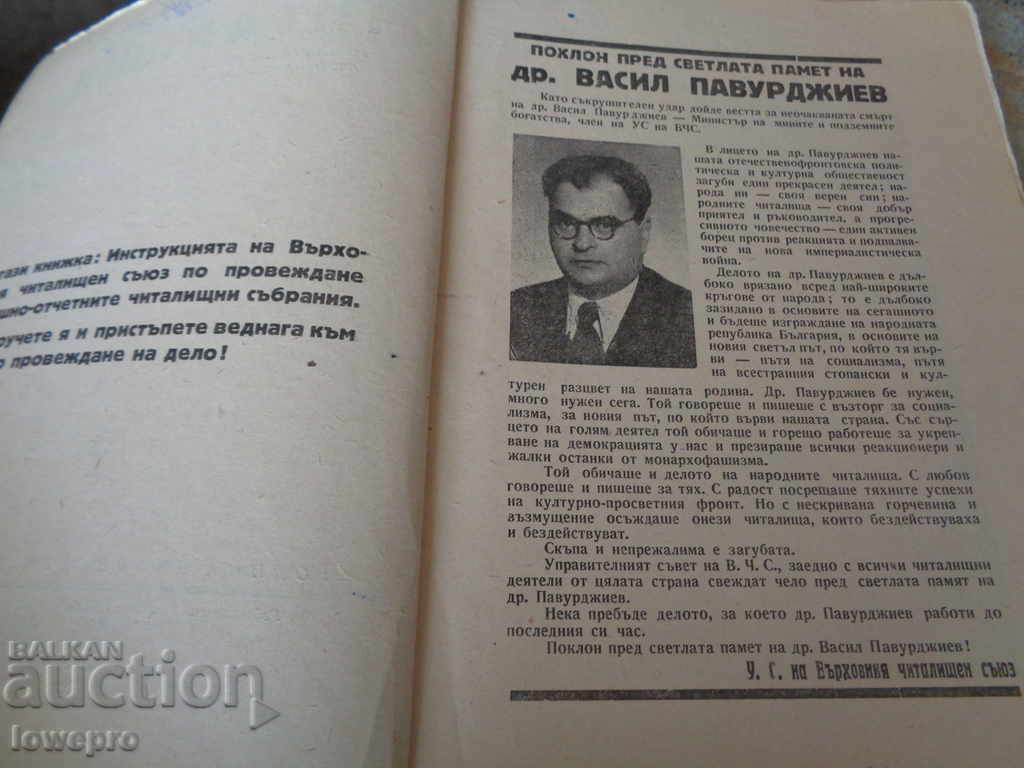 тази книжка: Инструкцията на Върхо-
я читалищен съюз по провеждане
шно-отчетните читалищни събрания.
учете я и пристъпете веднага към
о провеждане на дело!
ПОКЛОН ПРЕД СВЕТЛАТА ПАМЕТ НА
ДР. ВАСИЛ ПАВУРДЖИЕВ
Като съкрушителен удар дойде вестта за неочакваната смърт
на др. Васил Павурджиев — Министър на мините и подземните
богатства, член на УС на ВЧС.
В лицето на др. Павурджиев на-
шата отечественофронтовска поли-
тическа и културна общественост
загуби един прекрасен деятел; на-
рода ни — своя верен син; на-
родните читалища — своя добър
приятел и ръководител, а прогре-
сивното човечество — един активен
борец против реакцията и подпалва-
чите на нова империалистическа
война.
Делото на др. Павурджиев е дъл-
боко врязано всред най-широките
кръгове от народа; то е дълбоко
зазидано в основите на сегашното
и бъдеше изграждане на народната
република България, в основите на
новия светъл път, по който тя вър-
ви — пътя на социализма, пътя
на всестранния стопански и кул-
турен разцвет на нашата родина. Др. Павурджиев бе нужен,
много нужен сега. Той говореше и пишеше с възторг за социа-
лизма, за новия път, по който върви нашата страна. Със сър-
цето на голям деятел той обичаше и горещо работеше за укреп-
ване на демокрацията у нас и презираше всички реакционери и
жалки останки от монархофашизма.
Той обичаше и делото на народните читалища. С любов
говореше и пишеше за тях. С радост посрещаше тяхните успехи
на културно-просветния фронт. Но с нескривана горчевина и
възмущение осъждаше онези читалища, които бездействуваха
и бездействуват.
Скъпа и непрежалима е загубата.
Управителният съвет на В. Ч. С., заедно с всички читалищни
деятели от цялата страна свеждат чело пред светлата памят на
др. Павурджиев.
Нека пребъде делото, за което др. Павурджиев работи до
последния си час.
Поклон пред светлата памет на др. Васил Павурджиев!
У. С. на Върховния читалищен съюз
BALKAN
auction
lowepro